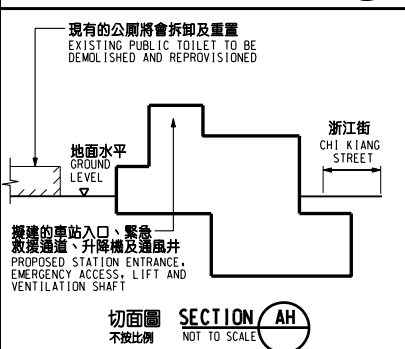 現有的公厠將會拆卸及重置
EXISTING PUBLIC TOILET TO BE
DEMOLISHED AND REPROVISIONED
地面水平
GROUND
LEVEL
浙江街
CHI KIANG
STREET
擬建的車站入口、緊急
救援通道、升降機及通風井
PROPOSED STATION ENTRANCE,
EMERGENCY ACCESS, LIFT AND
VENTILATION SHAFT
切面圖 SECTION AH
不按比例 NOT TO SCALE